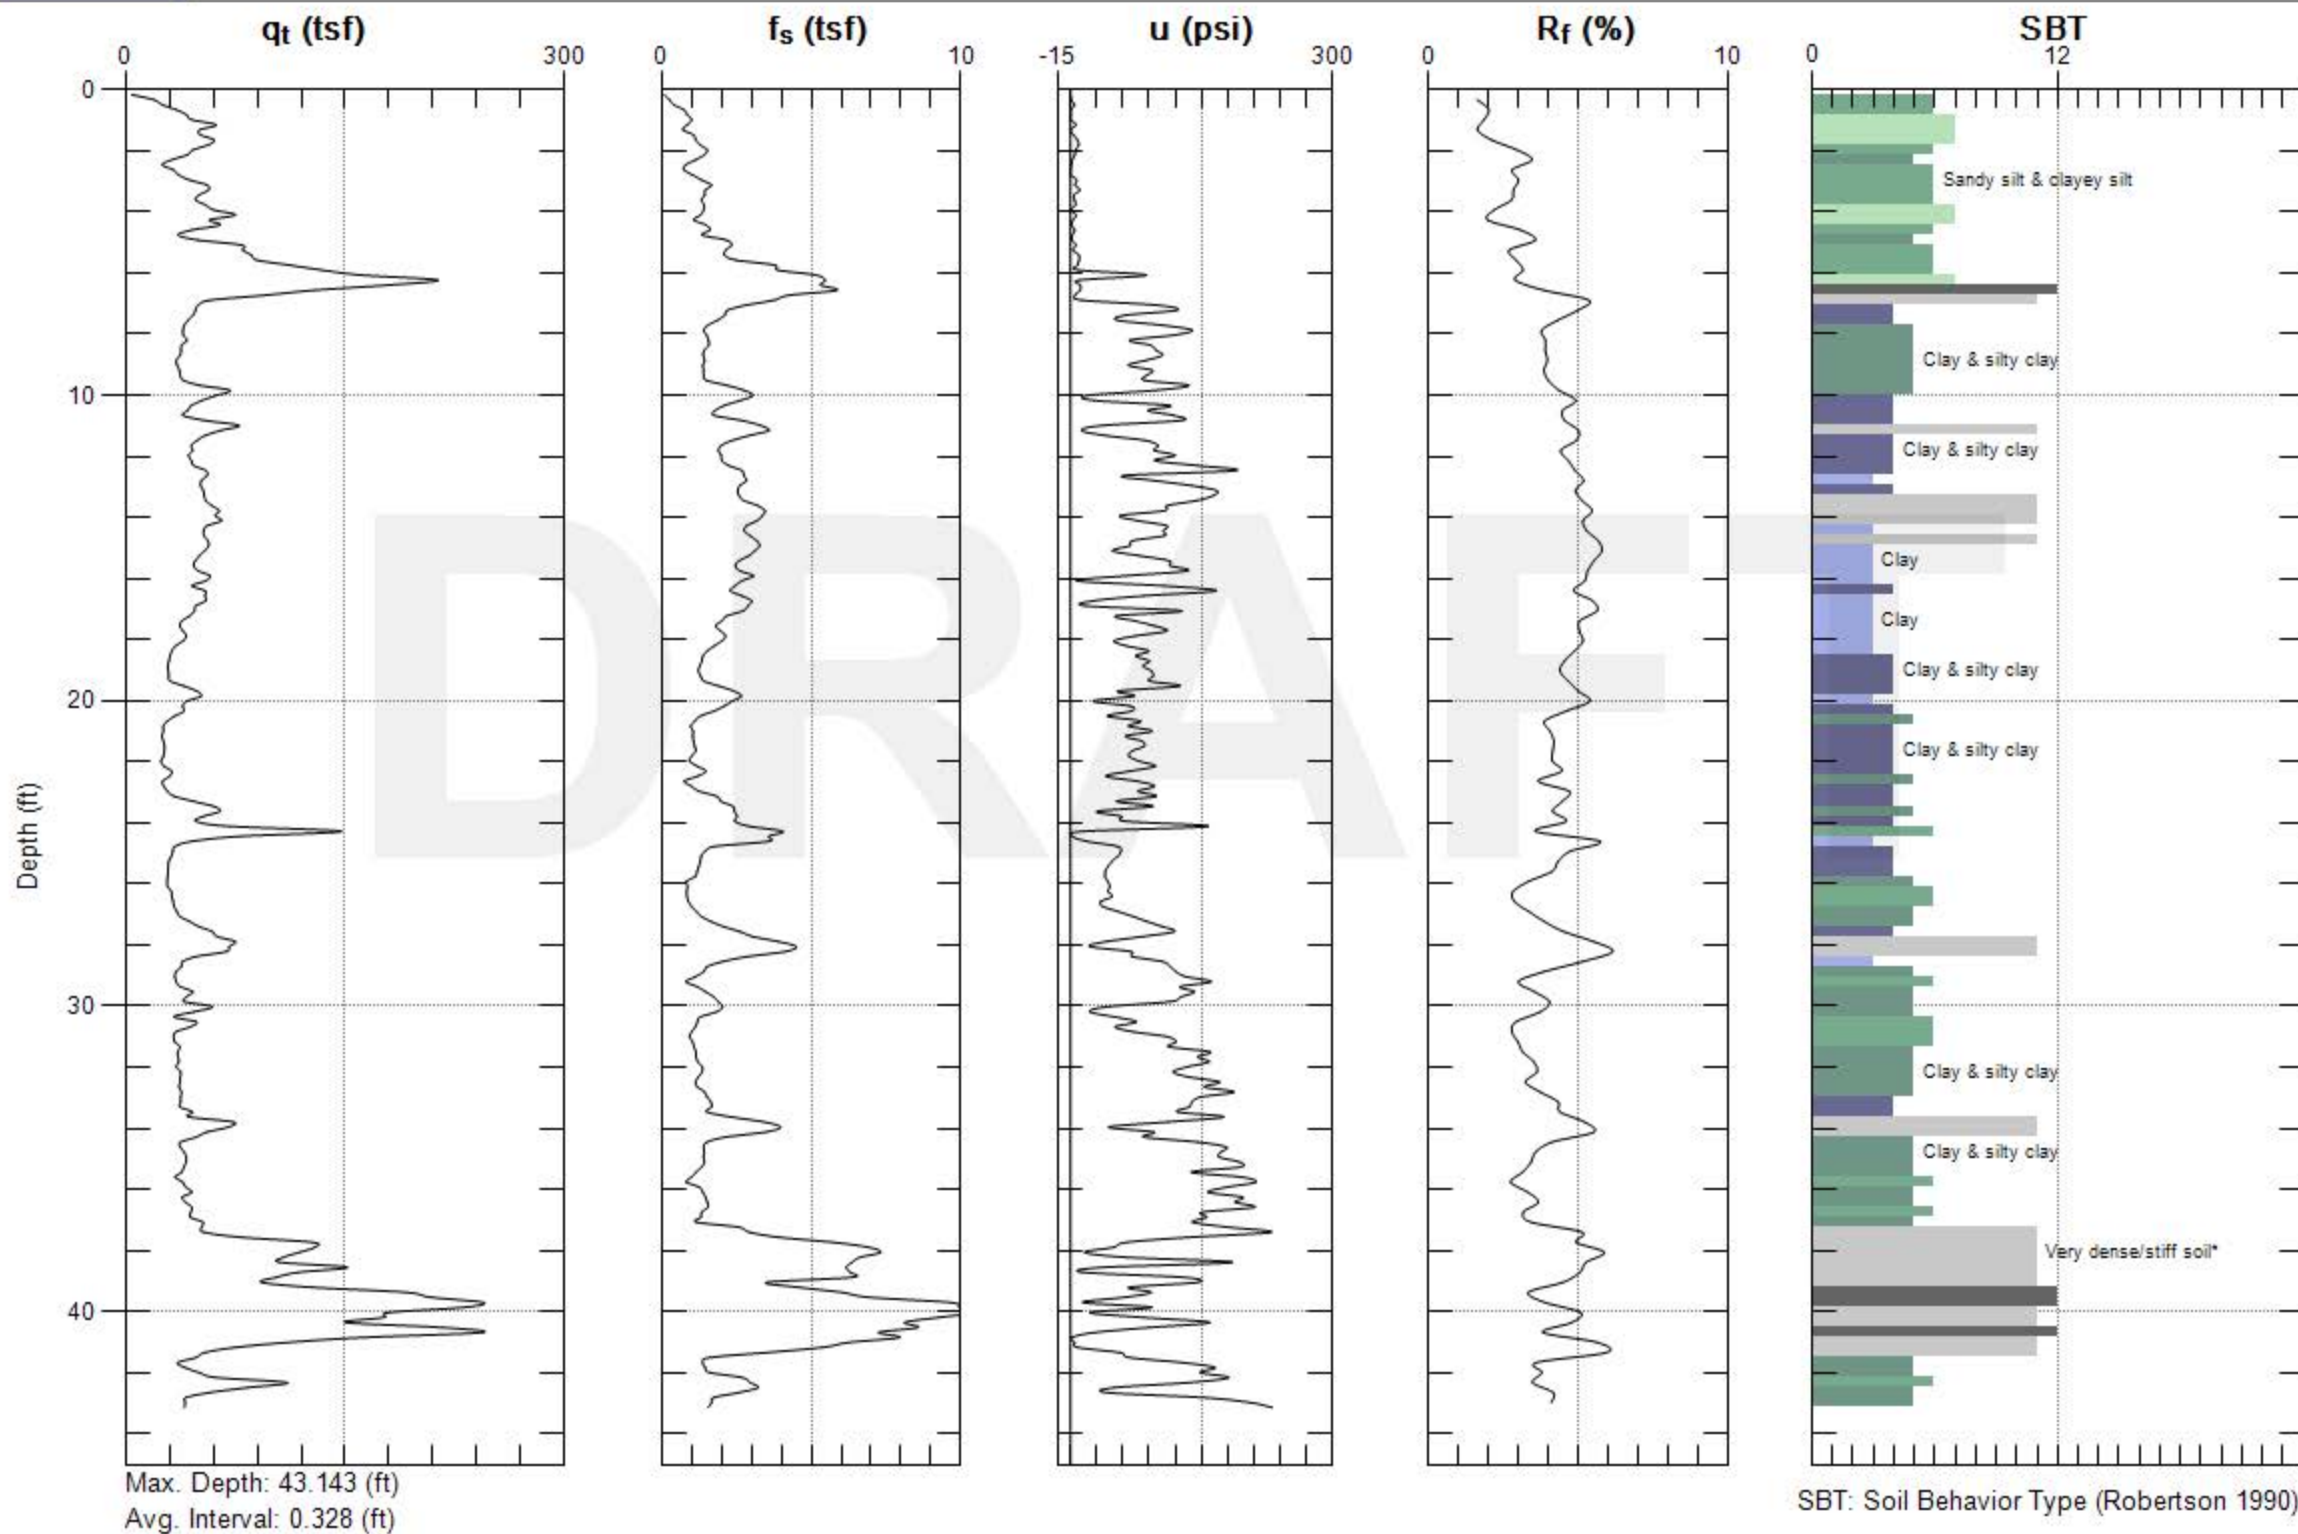 qt (tsf)
fs (tsf)
u (psi)
Rf (%)
SBT
0
300
0
10
-15
300
0
10
0
12
0
Sandy silt & clayey silt
Clay & silty clay
10
Clay & silty clay
DRAFT
Clay
Clay
Clay & silty clay
20
Clay & silty clay
Depth (ft)
30
Clay & silty clay
Clay & silty clay
Very dense/stiff soil*
40
Max. Depth: 43.143 (ft)
Avg. Interval: 0.328 (ft)
SBT: Soil Behavior Type (Robertson 1990)